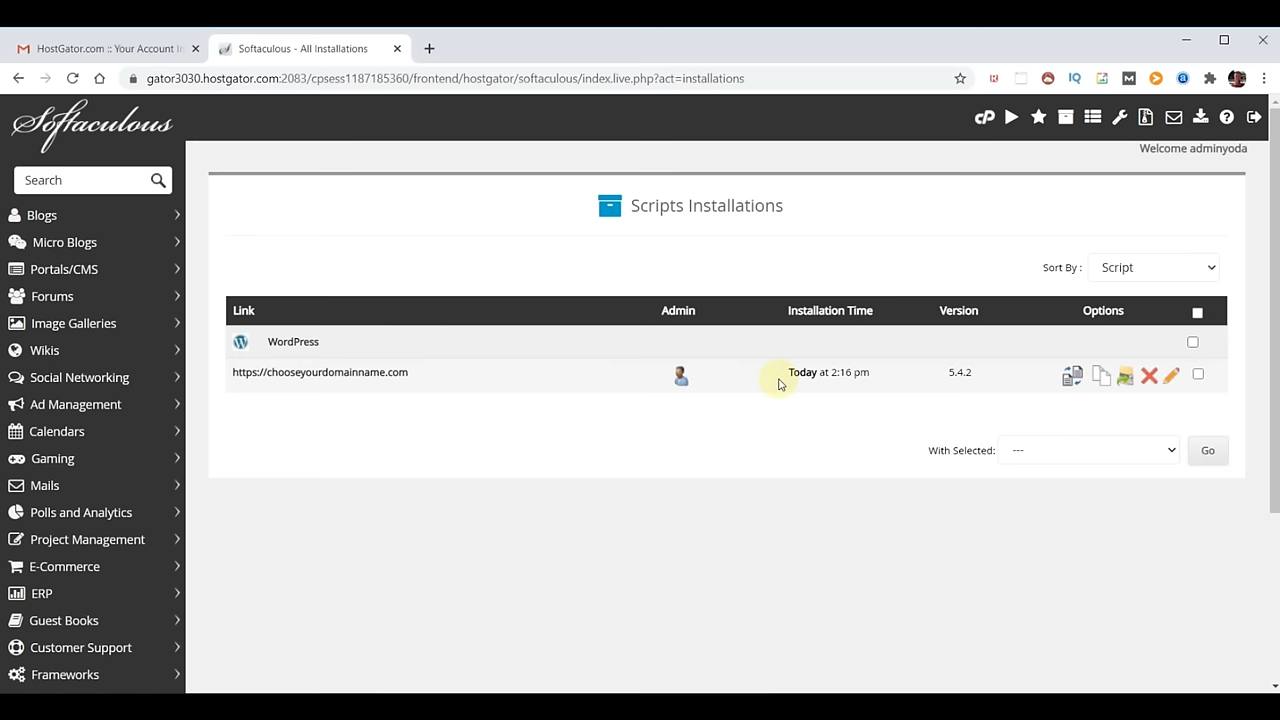 HostGator.com :: Your Account I
Softaculous - All Installations
gator3030.hostgator.com:2083/cpsess1187185360/frontend/hostgator/softaculous/index.live.php?act=installations
Softaculous
Welcome adminyoda
Search
Blogs
Micro Blogs
Portals/CMS
Forums
Image Galleries
Wikis
Social Networking
Ad Management
Calendars
Gaming
Mails
Polls and Analytics
Project Management
E-Commerce
ERP
Guest Books
Customer Support
Frameworks
Scripts Installations
Sort By : Script
Link Admin Installation Time Version Options
WordPress
https://chooseyourdomainname.com Today at 2:16 pm 5.4.2
With Selected: --- Go